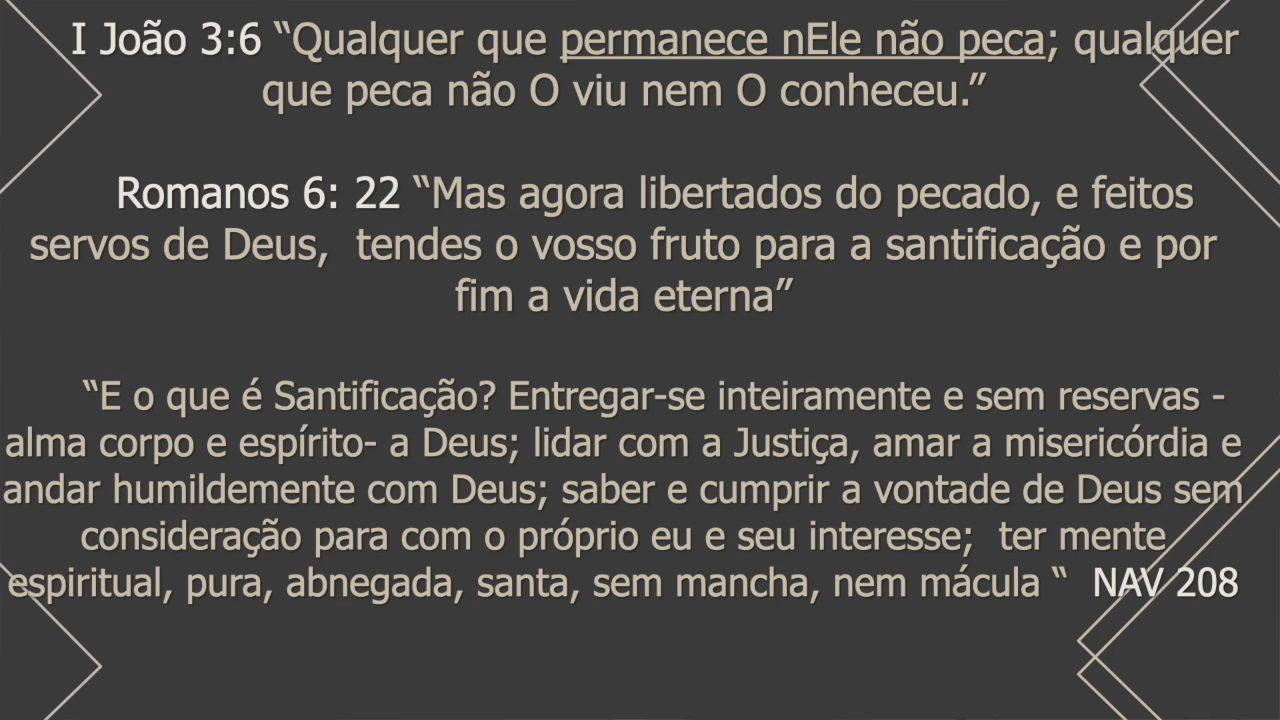 I João 3:6 “Qualquer que permanece nEle não peca; qualquer
que peca não O viu nem O conheceu.”
Romanos 6: 22 “Mas agora libertados do pecado, e feitos
servos de Deus,  tendes o vosso fruto para a santificação e por
fim a vida eterna”
“E o que é Santificação? Entregar-se inteiramente e sem reservas -
alma corpo e espírito- a Deus; lidar com a Justiça, amar a misericórdia e
andar humildemente com Deus; saber e cumprir a vontade de Deus sem
consideração para com o próprio eu e seu interesse;  ter mente
espiritual, pura, abnegada, santa, sem mancha, nem mácula “  NAV 208